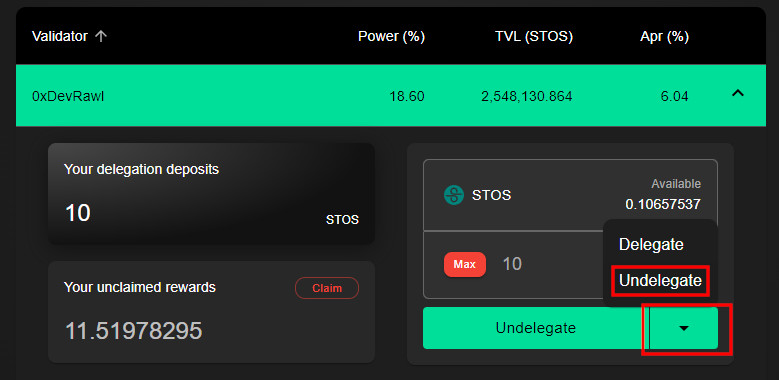 Validator ↑ Power (%) TVL (STOS) Apr (%)
0xDevRawl 18.60 2,548,130.864 6.04
Your delegation deposits
10 STOS
Your unclaimed rewards Claim
11.51978295
STOS Available
0.10657537
Max 10
Delegate
Undelegate
Undelegate